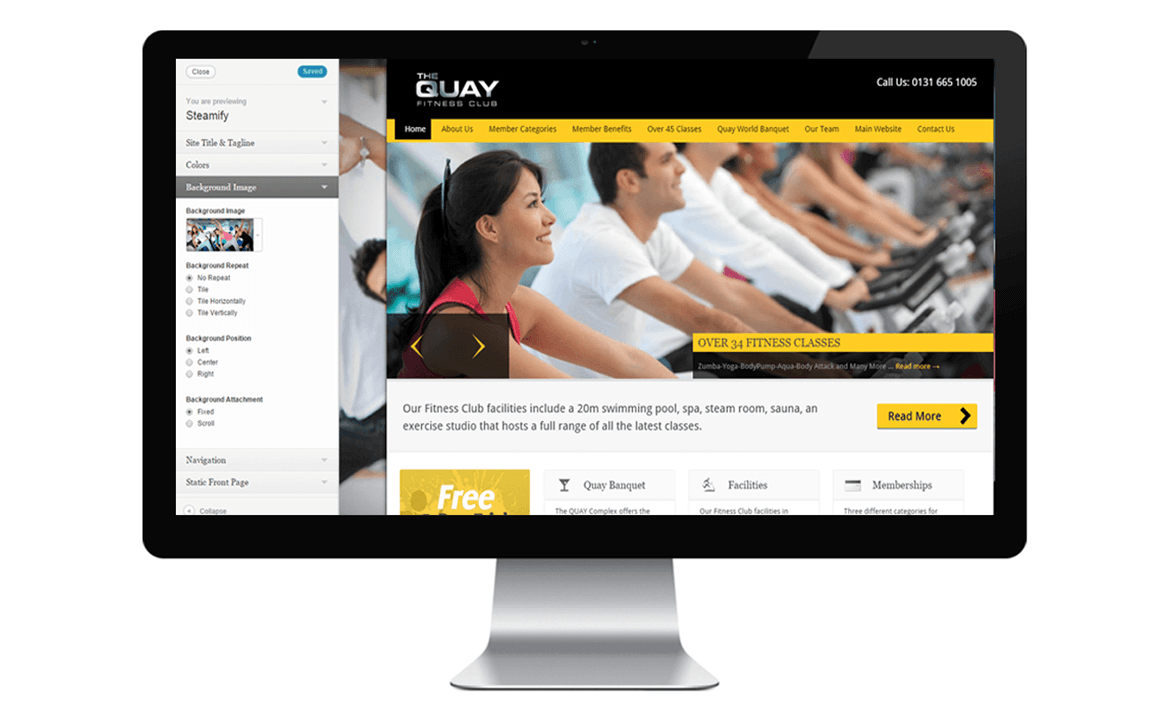 Close
Saved
You are previewing
Steamify
Site Title & Tagline
Colors
Background Image
Background Image
Background Repeat
No Repeat
Tile
Tile Horizontally
Tile Vertically
Background Position
Left
Center
Right
Background Attachment
Fixed
Scroll
Navigation
Static Front Page
Collapse
THE
QUAY
FITNESS CLUB
Call Us: 0131 665 1005
Home About Us Member Categories Member Benefits Over 45 Classes Quay World Banquet Our Team Main Website Contact Us
OVER 34 FITNESS CLASSES
Zumba-Yoga-BodyPump-Aqua-Body Attack and Many More ... Read more →
Our Fitness Club facilities include a 20m swimming pool, spa, steam room, sauna, an
exercise studio that hosts a full range of all the latest classes.
Read More
Free
Quay Banquet
The QUAY Complex offers the
Facilities
Our Fitness Club facilities in
Memberships
Three different categories for